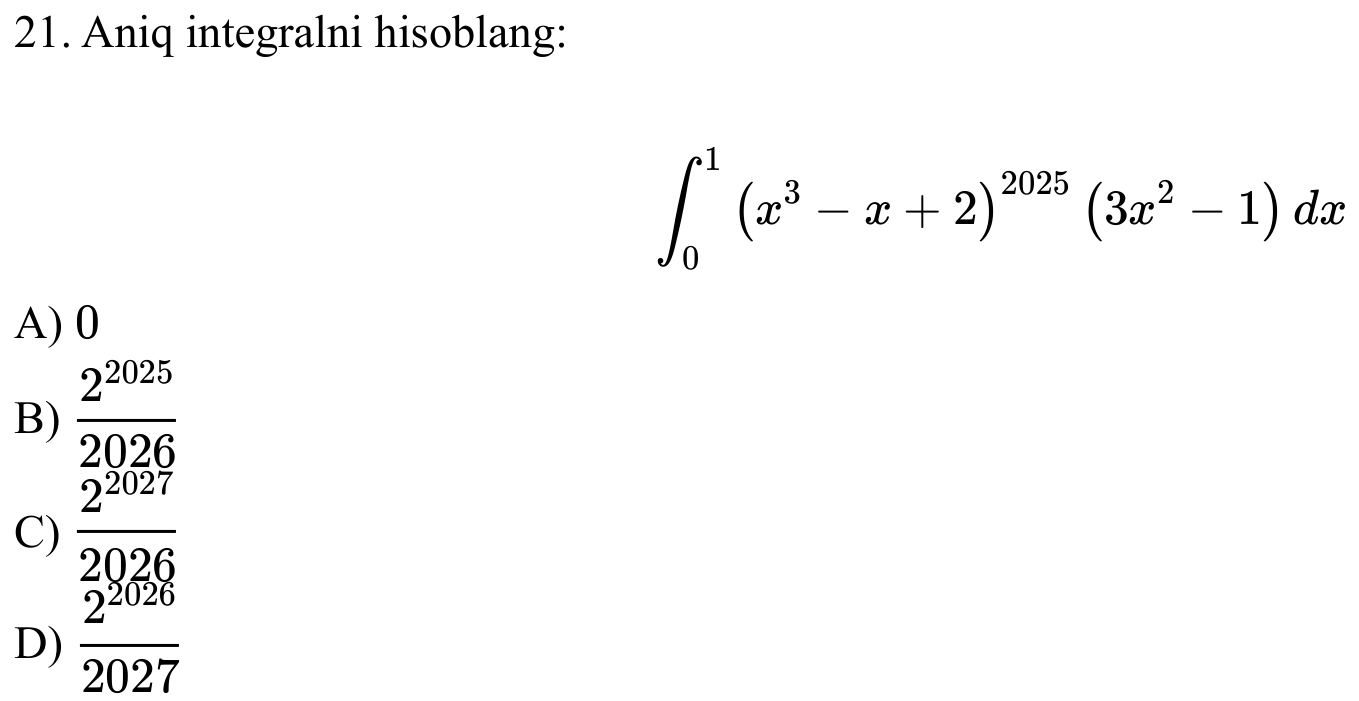 21. Aniq integralni hisoblang:
∫₀¹ (x³ − x + 2)²⁰²⁵ (3x² − 1) dx
A) 0
B) 2²⁰²⁵/2026
C) 2²⁰²⁷/2026
D) 2²⁰²⁶/2027